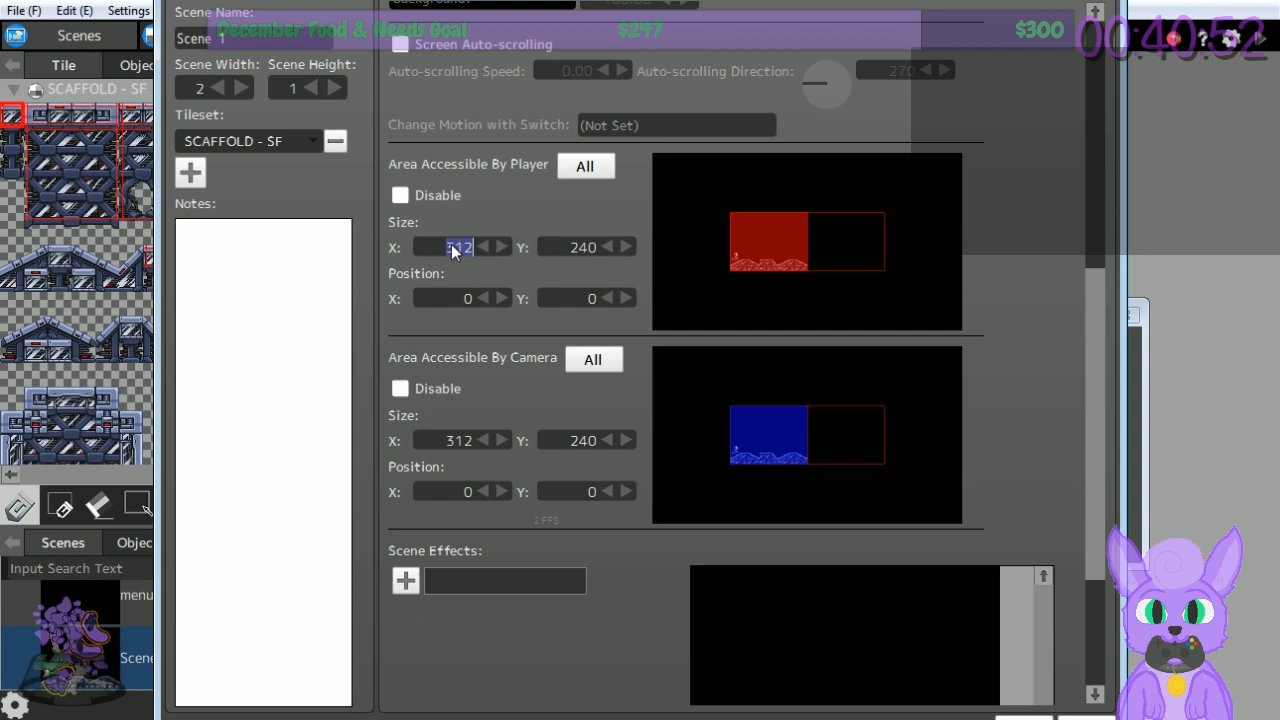 File (F) Edit (E) Settings
Scenes
Tile Objec
SCAFFOLD - SF
Scene Name:
Scene 1
Scene Width: Scene Height:
2 1
Tileset:
SCAFFOLD - SF
Notes:
December Food & Needs Goal $247 $300
00:40:52
Screen Auto-scrolling
Auto-scrolling Speed: 0.00 Auto-scrolling Direction: 270
Change Motion with Switch: (Not Set)
Area Accessible By Player All
Disable
Size:
X: 312 Y: 240
Position:
X: 0 Y: 0
Area Accessible By Camera All
Disable
Size:
X: 312 Y: 240
Position:
X: 0 Y: 0
2 FPS
Scene Effects:
Scenes Objec
Input Search Text
menu
Scene